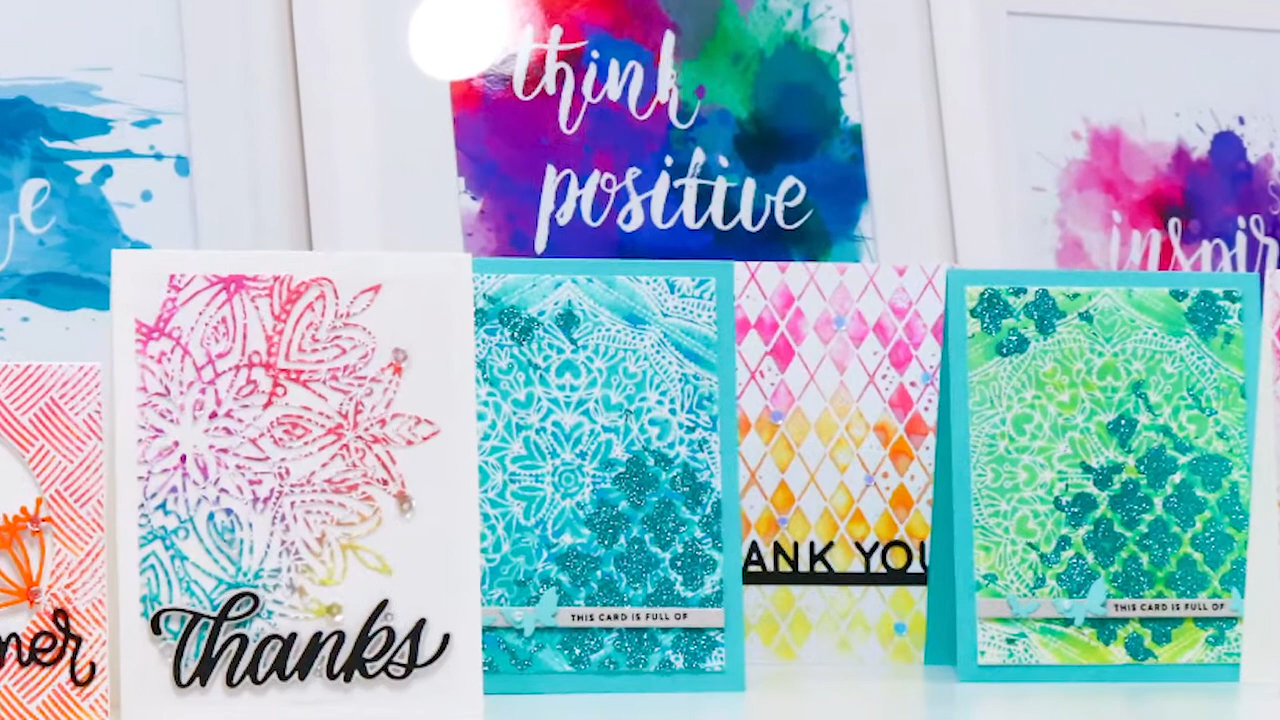 think
positive
inspir
e
Thanks
THIS CARD IS FULL OF
ANK YOU
THIS CARD IS FULL OF
ner